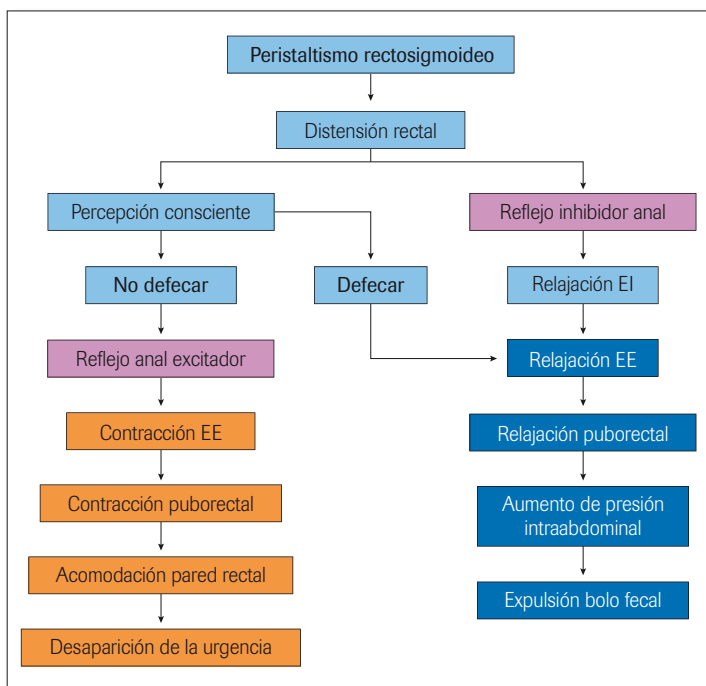 Peristaltismo rectosigmoideo
Distensión rectal
Percepción consciente
Reflejo inhibidor anal
No defecar
Defecar
Relajación EI
Reflejo anal excitador
Relajación EE
Contracción EE
Relajación puborectal
Contracción puborectal
Aumento de presión
intraabdominal
Acomodación pared rectal
Expulsión bolo fecal
Desaparición de la urgencia